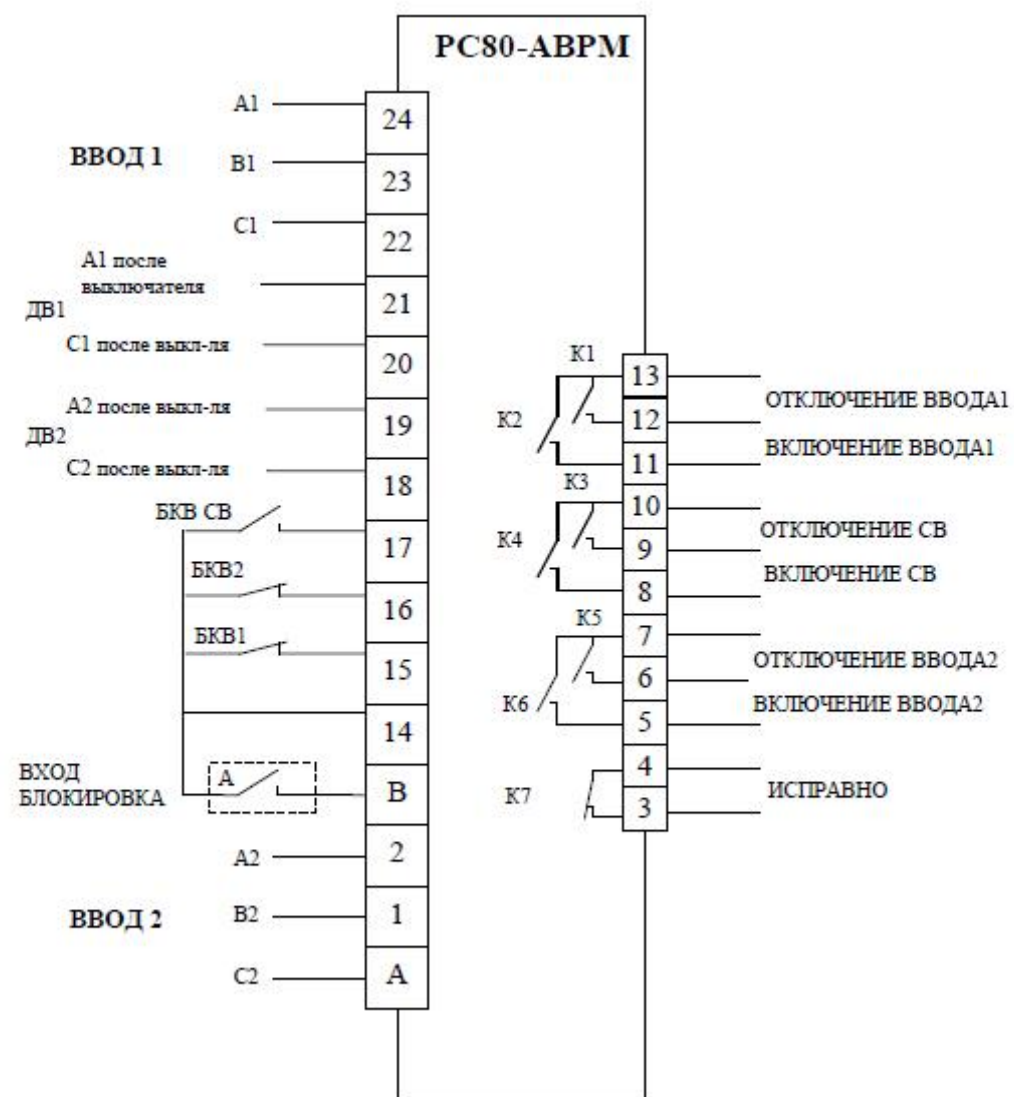 РС80-АВРМ
ВВОД 1
А1
24
В1
23
С1
22
А1 после
выключателя
21
ДВ1
С1 после выкл-ля
20
А2 после выкл-ля
19
ДВ2
С2 после выкл-ля
18
БКВ СВ
17
БКВ2
16
БКВ1
15
14
ВХОД
БЛОКИРОВКА
А
В
А2
2
ВВОД 2
В2
1
С2
А
К1
13
К2
12
ОТКЛЮЧЕНИЕ ВВОДА1
11
ВКЛЮЧЕНИЕ ВВОДА1
К3
10
К4
9
ОТКЛЮЧЕНИЕ СВ
8
ВКЛЮЧЕНИЕ СВ
К5
7
6
ОТКЛЮЧЕНИЕ ВВОДА2
К6
5
ВКЛЮЧЕНИЕ ВВОДА2
4
К7
3
ИСПРАВНО